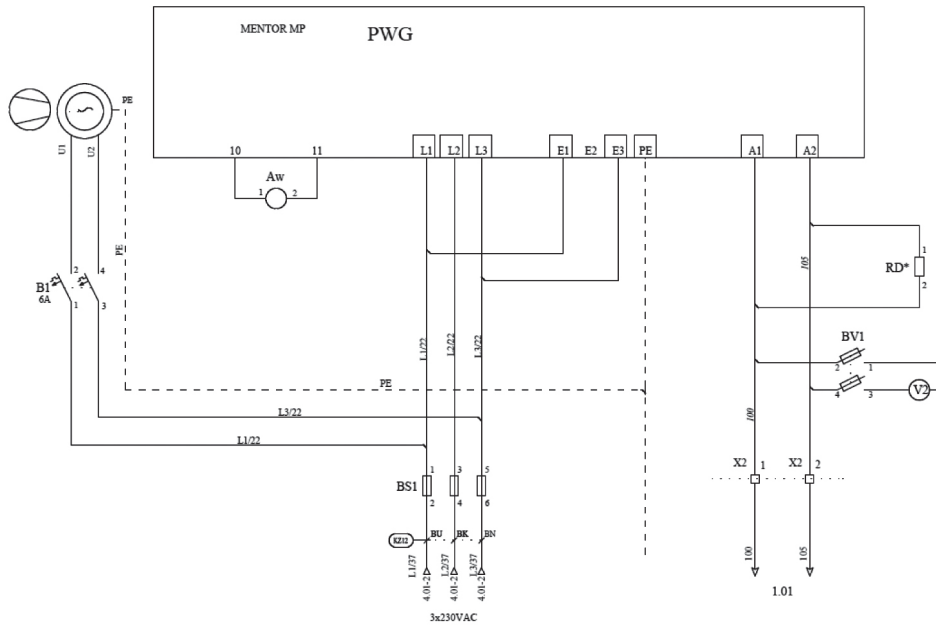 MENTOR MP PWG
PE
U1 U2
10 11 L1 L2 L3 E1 E2 E3 PE A1 A2
Aw
1 2
PE
105
1
RD*
2
2 4
B1
6A
1 3
L1/22 L2/22 L3/22
BV1
2 1
PE
4 3
V2
L3/22
100
L1/22
X2 1 X2 2
1 3 5
BS1
2 4 6
KZ12 BU BK BN
L1/37 L2/37 L3/37
4.01-2 4.01-2 4.01-2
100 105
1.01
3x230VAC